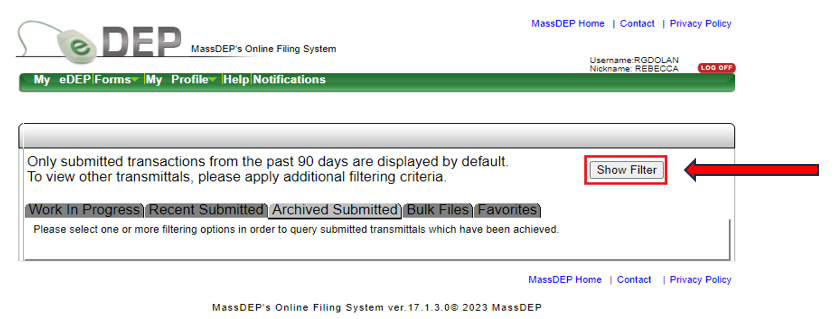 MassDEP Home | Contact | Privacy Policy
eDEP MassDEP's Online Filing System
Username:RGDOLAN
Nickname: REBECCA LOG OFF
My eDEP Forms My Profile Help Notifications
Only submitted transactions from the past 90 days are displayed by default.
To view other transmittals, please apply additional filtering criteria.
Show Filter
Work In Progress Recent Submitted Archived Submitted Bulk Files Favorites
Please select one or more filtering options in order to query submitted transmittals which have been achieved.
MassDEP Home | Contact | Privacy Policy
MassDEP's Online Filing System ver.17.1.3.0© 2023 MassDEP